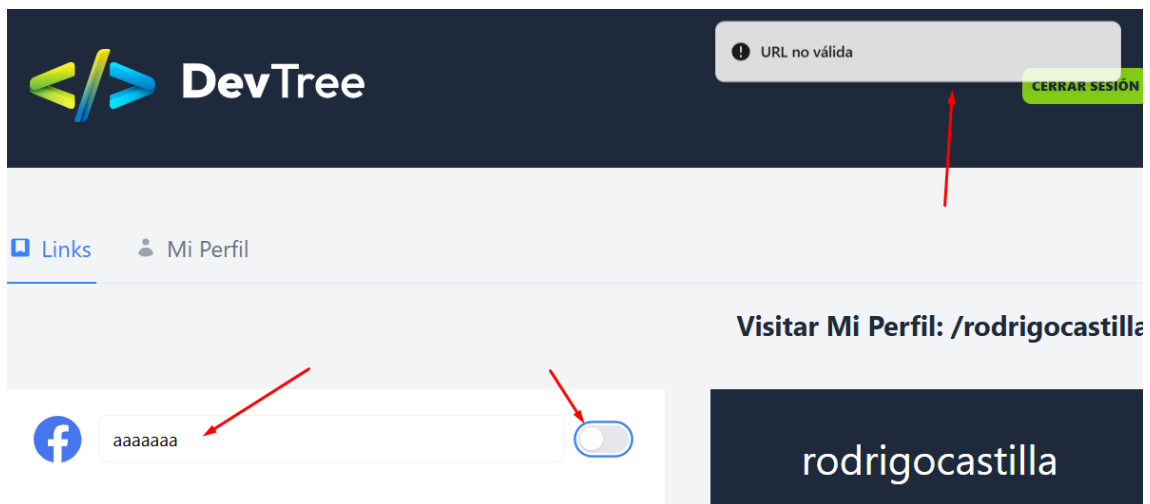 DevTree
URL no válida
CERRAR SESIÓN
Links
Mi Perfil
Visitar Mi Perfil: /rodrigocastilla
aaaaaaa
rodrigocastilla